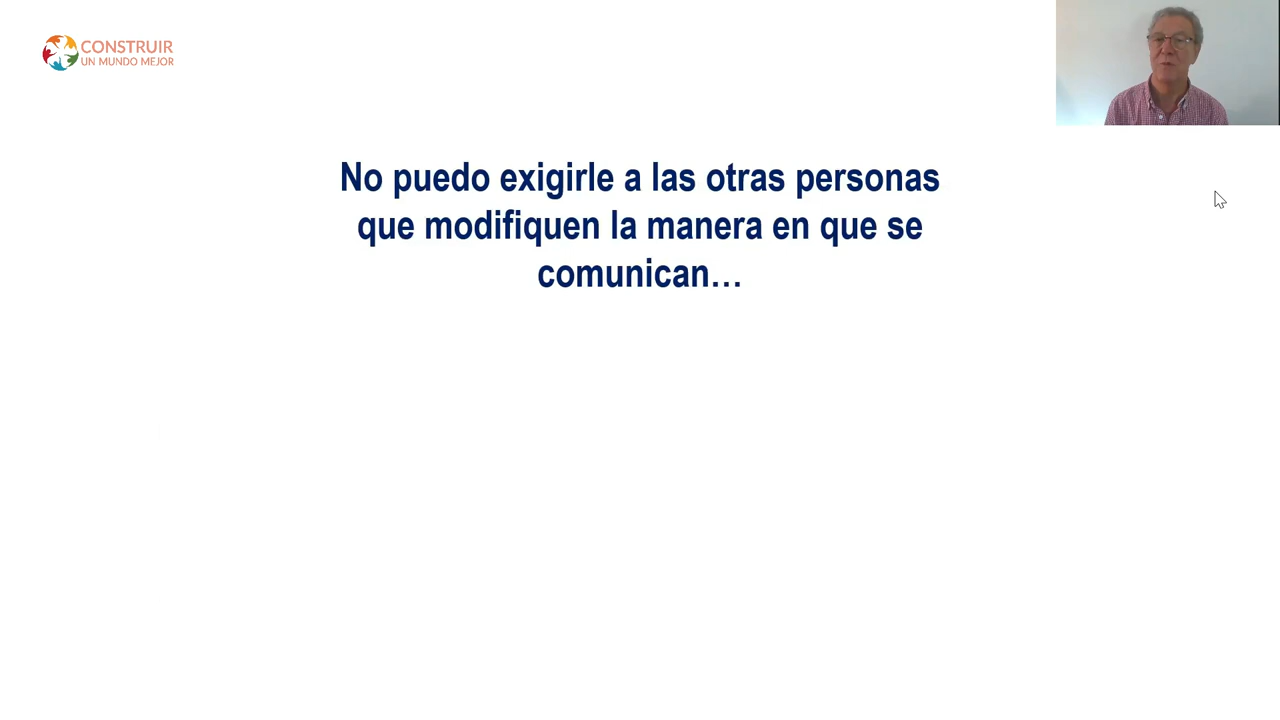 CONSTRUIR
UN MUNDO MEJOR
No puedo exigirle a las otras personas
que modifiquen la manera en que se
comunican…